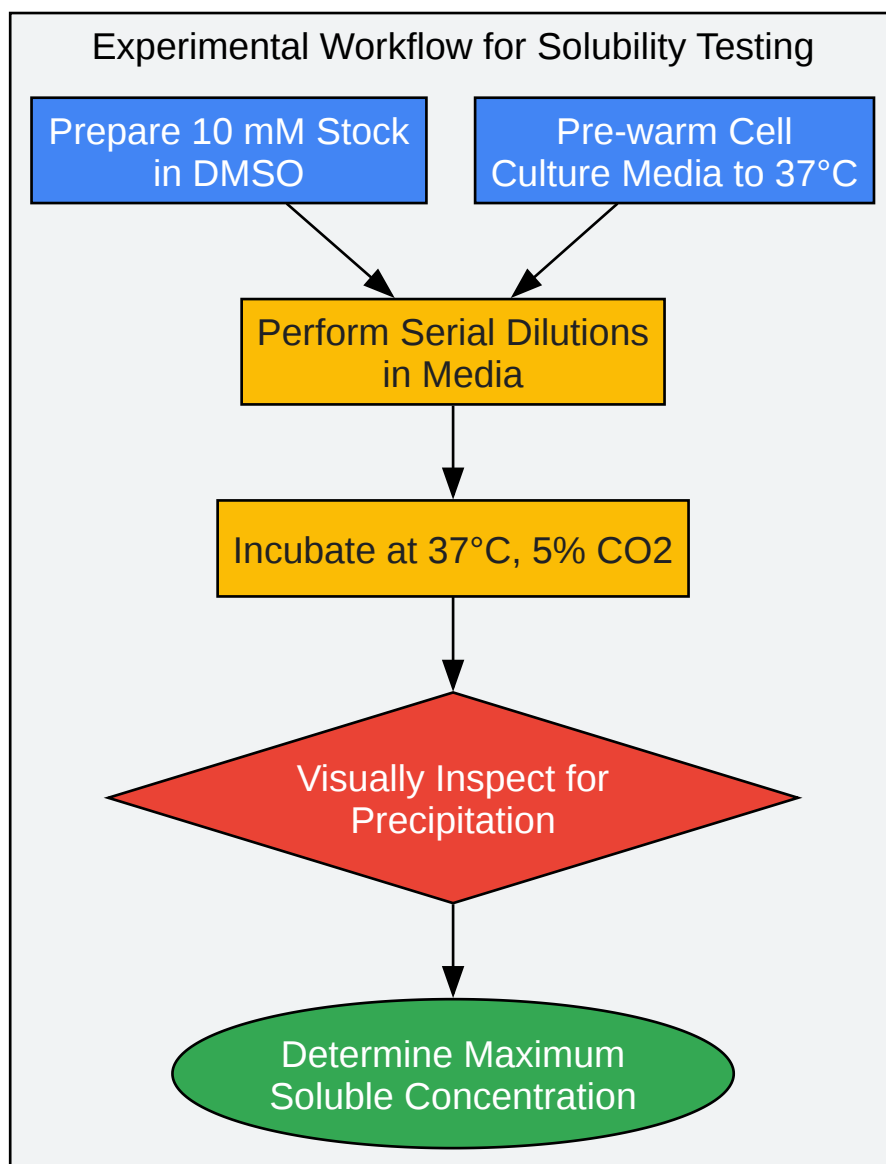 Experimental Workflow for Solubility Testing
Prepare 10 mM Stock
in DMSO
Pre-warm Cell
Culture Media to 37°C
Perform Serial Dilutions
in Media
Incubate at 37°C, 5% CO2
Visually Inspect for
Precipitation
Determine Maximum
Soluble Concentration